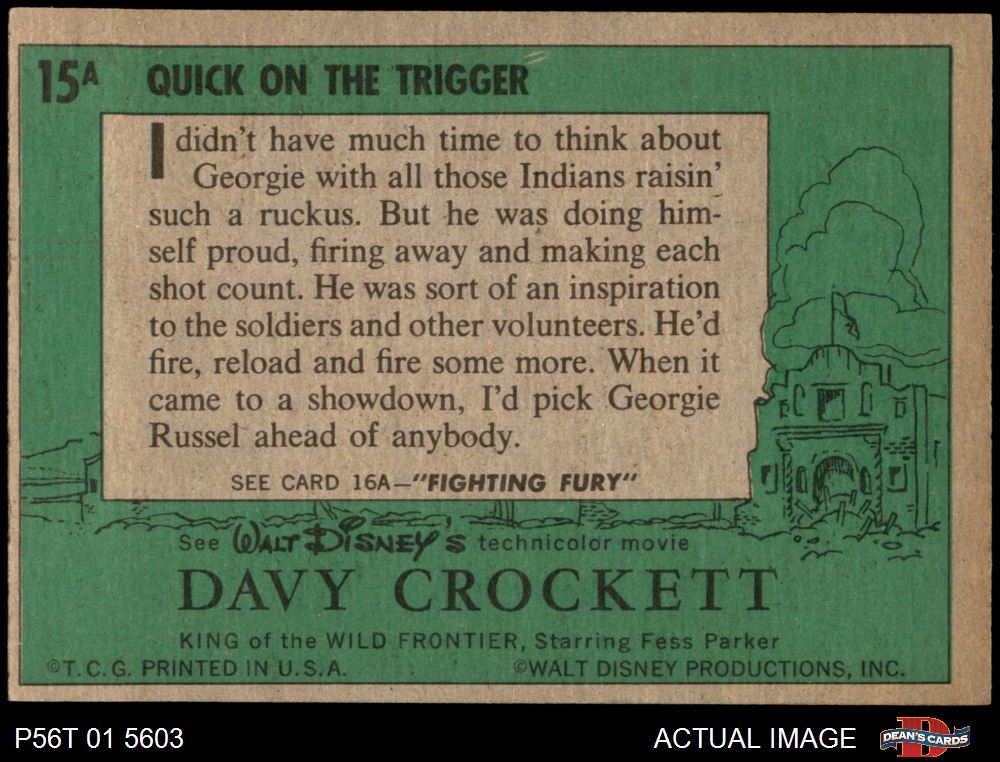 15A QUICK ON THE TRIGGER
I didn't have much time to think about
Georgie with all those Indians raisin'
such a ruckus. But he was doing him-
self proud, firing away and making each
shot count. He was sort of an inspiration
to the soldiers and other volunteers. He'd
fire, reload and fire some more. When it
came to a showdown, I'd pick Georgie
Russel ahead of anybody.
SEE CARD 16A—"FIGHTING FURY"
See WALT DISNEY'S technicolor movie
DAVY CROCKETT
KING of the WILD FRONTIER, Starring Fess Parker
©T.C.G. PRINTED IN U.S.A. ©WALT DISNEY PRODUCTIONS, INC.
P56T 01 5603 ACTUAL IMAGE D DEAN'S CARDS